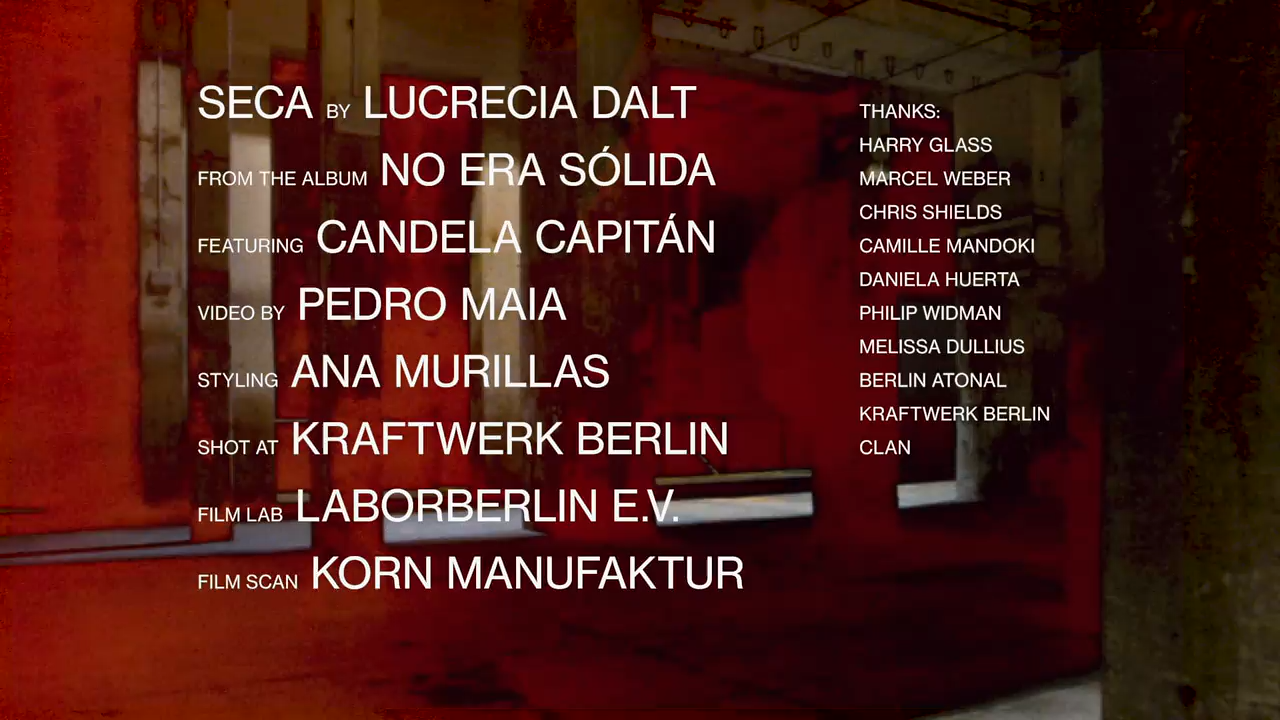 SECA BY LUCRECIA DALT
FROM THE ALBUM NO ERA SÓLIDA
FEATURING CANDELA CAPITÁN
VIDEO BY PEDRO MAIA
STYLING ANA MURILLAS
SHOT AT KRAFTWERK BERLIN
FILM LAB LABORBERLIN E.V.
FILM SCAN KORN MANUFAKTUR
THANKS:
HARRY GLASS
MARCEL WEBER
CHRIS SHIELDS
CAMILLE MANDOKI
DANIELA HUERTA
PHILIP WIDMAN
MELISSA DULLIUS
BERLIN ATONAL
KRAFTWERK BERLIN
CLAN